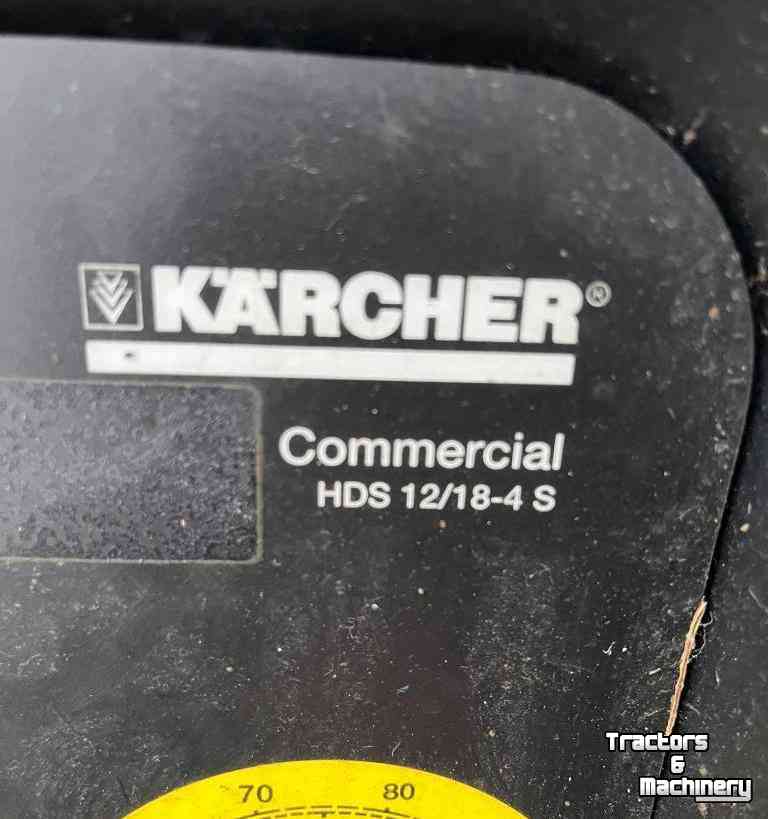 KÄRCHER®
Commercial
HDS 12/18-4 S
70 80
Tractors
&
Machinery